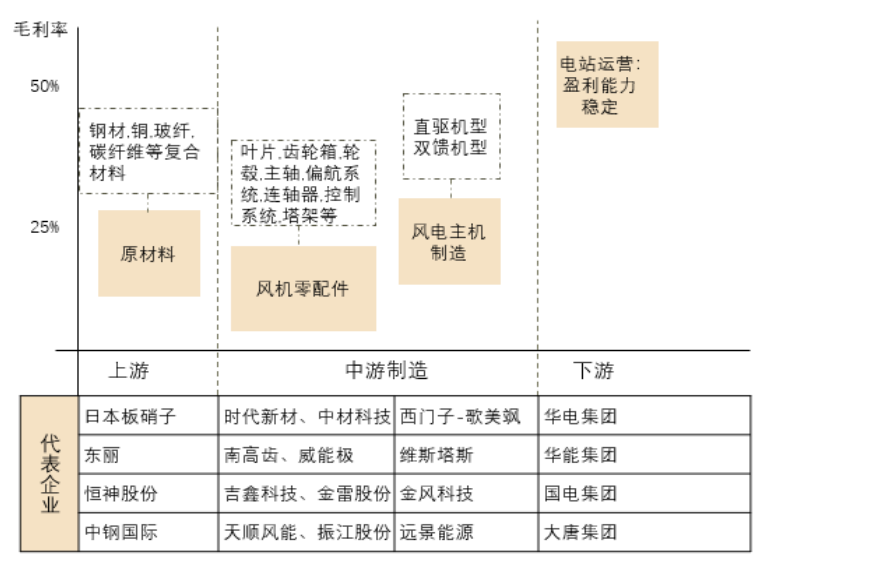 毛利率
50%
25%
钢材,铜,玻纤,
碳纤维等复合
材料
原材料
叶片,齿轮箱,轮
毂,主轴,偏航系
统,连轴器,控制
系统,塔架等
风机零配件
直驱机型
双馈机型
风电主机
制造
电站运营:
盈利能力
稳定
上游
中游制造
下游
代表企业
日本板硝子
时代新材、中材科技
西门子-歌美飒
华电集团
东丽
南高齿、威能极
维斯塔斯
华能集团
恒神股份
吉鑫科技、金雷股份
金风科技
国电集团
中钢国际
天顺风能、振江股份
远景能源
大唐集团